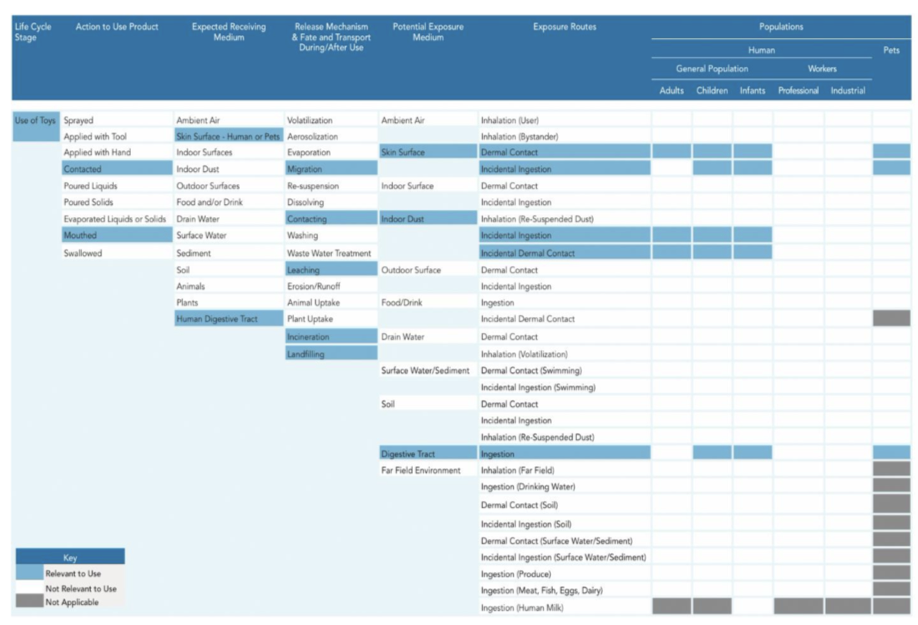 Life Cycle Stage
Action to Use Product
Expected Receiving Medium
Release Mechanism & Fate and Transport During/After Use
Potential Exposure Medium
Exposure Routes
Populations
Human
Pets
General Population
Workers
Adults Children Infants Professional Industrial
Use of Toys Sprayed Ambient Air Volatilization Ambient Air Inhalation (User)
Applied with Tool Skin Surface - Human or Pets Aerosolization Inhalation (Bystander)
Applied with Hand Indoor Surfaces Evaporation Skin Surface Dermal Contact
Contacted Indoor Dust Migration Incidental Ingestion
Poured Liquids Outdoor Surfaces Re-suspension Indoor Surface Dermal Contact
Poured Solids Food and/or Drink Dissolving Incidental Ingestion
Evaporated Liquids or Solids Drain Water Contacting Indoor Dust Inhalation (Re-Suspended Dust)
Mouthed Surface Water Washing Incidental Ingestion
Swallowed Sediment Waste Water Treatment Incidental Dermal Contact
Soil Leaching Outdoor Surface Dermal Contact
Animals Erosion/Runoff Incidental Ingestion
Plants Animal Uptake Food/Drink Ingestion
Human Digestive Tract Plant Uptake Incidental Dermal Contact
Incineration Drain Water Dermal Contact
Landfilling Inhalation (Volatilization)
Surface Water/Sediment Dermal Contact (Swimming)
Incidental Ingestion (Swimming)
Soil Dermal Contact
Incidental Ingestion
Inhalation (Re-Suspended Dust)
Digestive Tract Ingestion
Far Field Environment Inhalation (Far Field)
Ingestion (Drinking Water)
Dermal Contact (Soil)
Incidental Ingestion (Soil)
Dermal Contact (Surface Water/Sediment)
Incidental Ingestion (Surface Water/Sediment)
Ingestion (Produce)
Ingestion (Meat, Fish, Eggs, Dairy)
Ingestion (Human Milk)
Key
Relevant to Use
Not Relevant to Use
Not Applicable